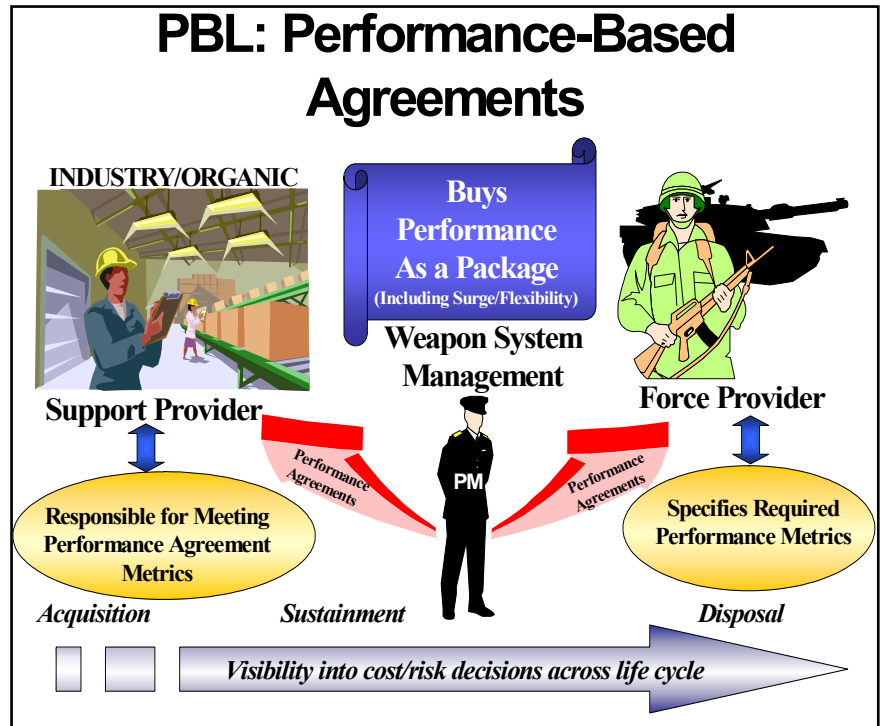 PBL: Performance-Based
Agreements
INDUSTRY/ORGANIC
Buys
Performance
As a Package
(Including Surge/Flexibility)
Weapon System
Management
Support Provider
Force Provider
Performance
Agreements
PM
Performance
Agreements
Responsible for Meeting
Performance Agreement
Metrics
Specifies Required
Performance Metrics
Acquisition
Sustainment
Disposal
Visibility into cost/risk decisions across life cycle